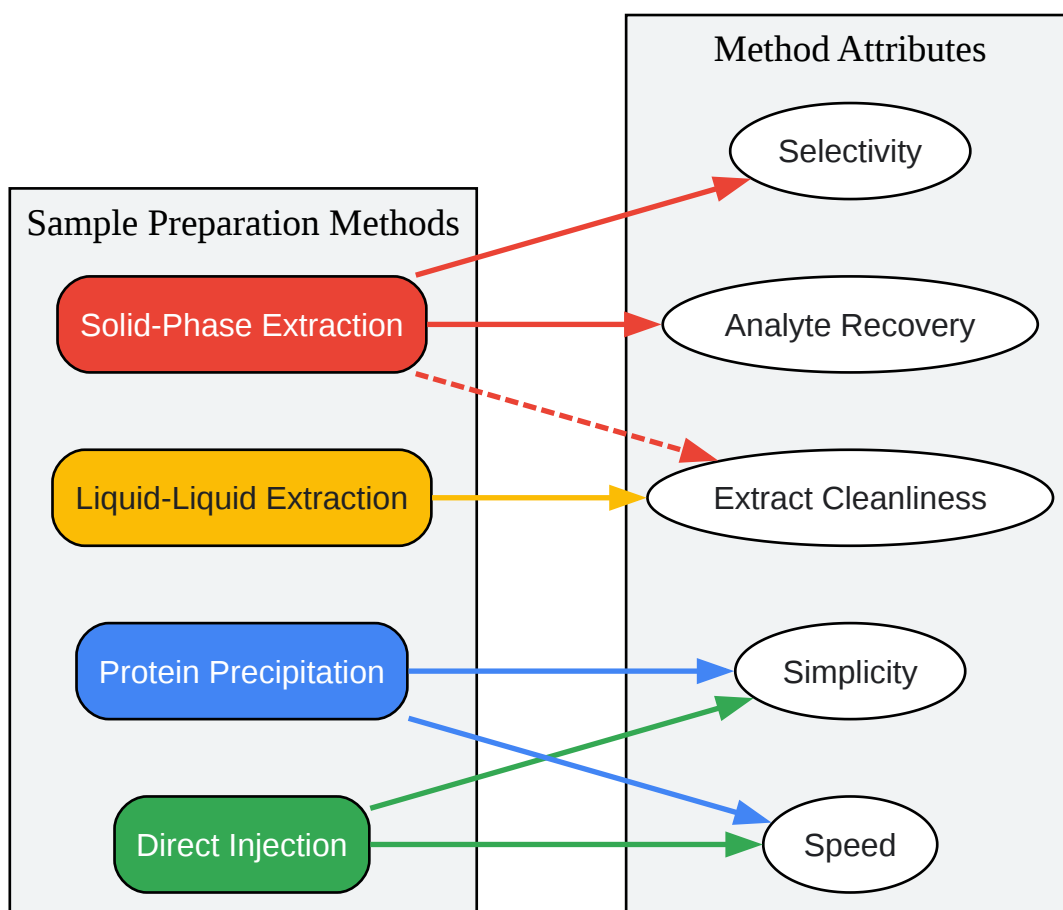 Sample Preparation Methods
Solid-Phase Extraction
Liquid-Liquid Extraction
Protein Precipitation
Direct Injection
Method Attributes
Selectivity
Analyte Recovery
Extract Cleanliness
Simplicity
Speed